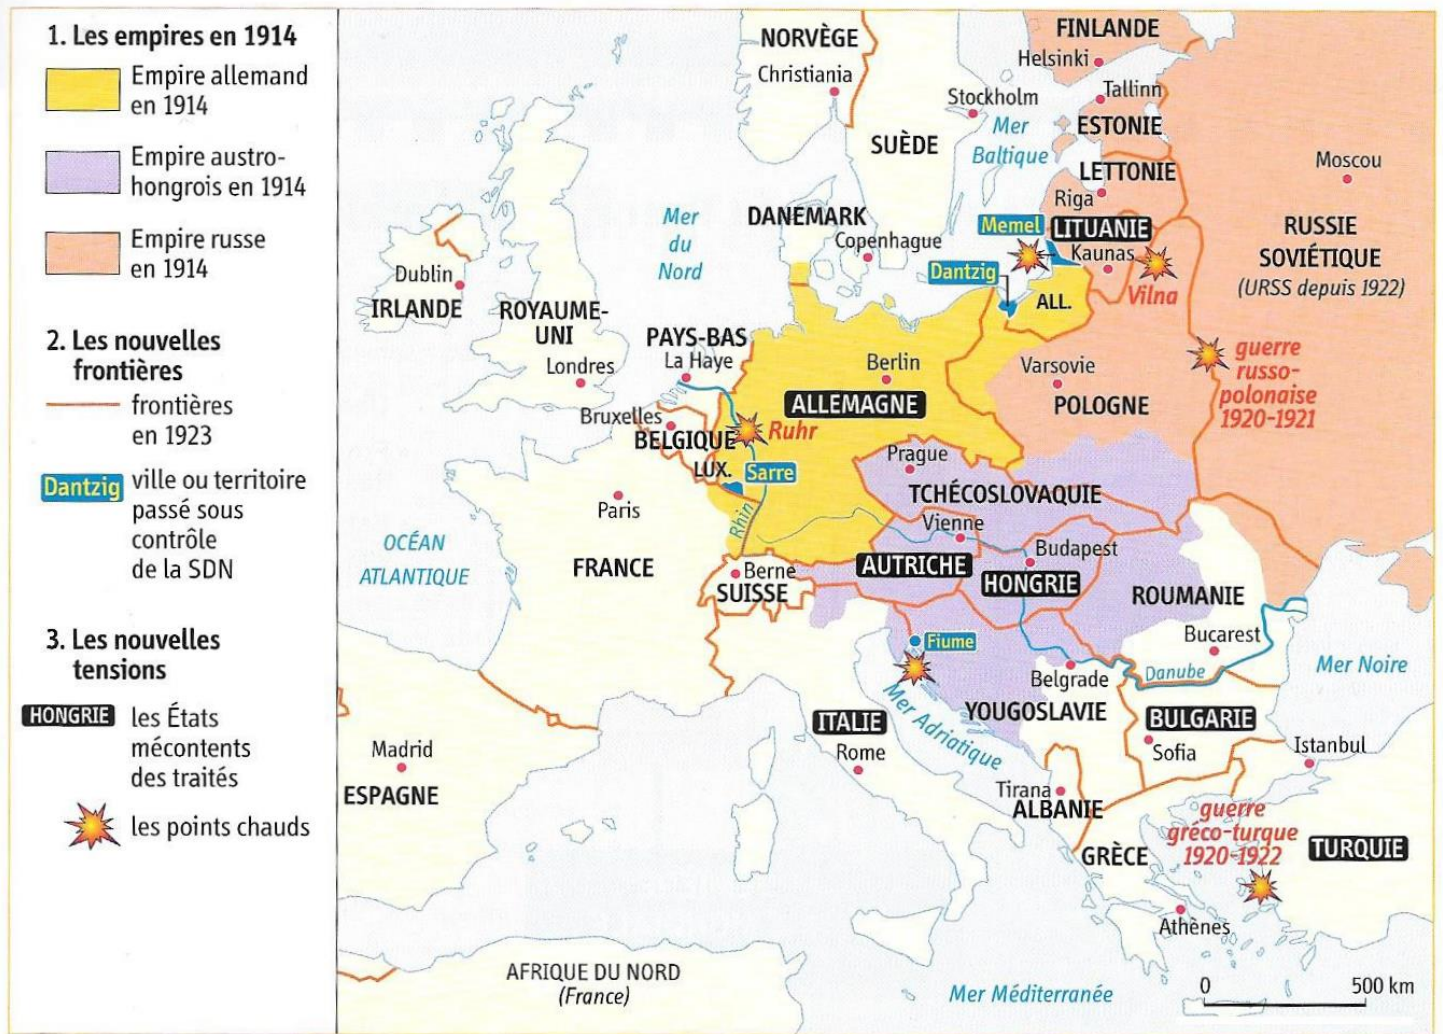 1. Les empires en 1914
Empire allemand
en 1914
Empire austro-
hongrois en 1914
Empire russe
en 1914
2. Les nouvelles
frontières
frontières
en 1923
Dantzig
ville ou territoire
passé sous
contrôle
de la SDN
3. Les nouvelles
tensions
HONGRIE
les États
mécontents
des traités
les points chauds
NORVÈGE
Christiania
FINLANDE
Helsinki
Tallinn
Stockholm
Mer
Baltique
ESTONIE
SUÈDE
Moscou
LETTONIE
Riga
Mer
du
Nord
DANEMARK
Copenhague
Memel
LITUANIE
Kaunas
RUSSIE
SOVIÉTIQUE
(URSS depuis 1922)
Dantzig
ALL.
Vilna
Dublin
IRLANDE
ROYAUME-
UNI
Londres
PAYS-BAS
La Haye
Berlin
ALLEMAGNE
Varsovie
POLOGNE
guerre
russo-
polonaise
1920-1921
Bruxelles
BELGIQUE
Ruhr
LUX.
Sarre
Prague
TCHÉCOSLOVAQUIE
Paris
Rhin
Vienne
Budapest
OCÉAN
ATLANTIQUE
FRANCE
Berne
SUISSE
AUTRICHE
HONGRIE
ROUMANIE
Bucarest
Fiume
Belgrade
Danube
Mer Noire
Mer Adriatique
YOUGOSLAVIE
BULGARIE
Sofia
ITALIE
Rome
Istanbul
Madrid
ESPAGNE
Tirana
ALBANIE
guerre
gréco-turque
1920-1922
GRÈCE
TURQUIE
Athènes
AFRIQUE DU NORD
(France)
Mer Méditerranée
0
500 km